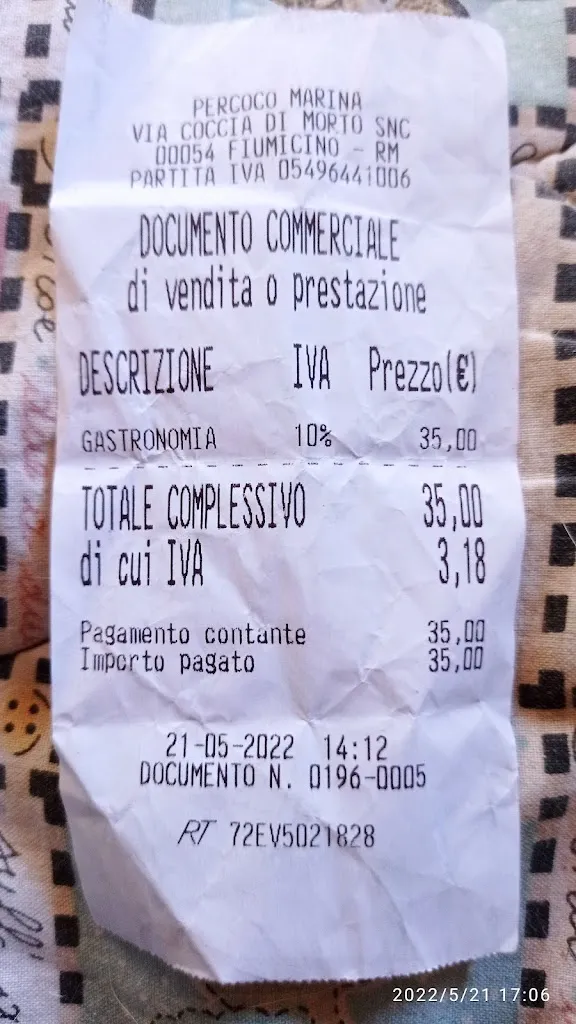 PERCOCO MARINA
VIA COCCIA DI MORTO SNC
00054 FIUMICINO - RM
PARTITA IVA 05496441006
DOCUMENTO COMMERCIALE
di vendita o prestazione
DESCRIZIONE IVA Prezzo(€)
GASTRONOMIA 10% 35,00
TOTALE COMPLESSIVO 35,00
di cui IVA 3,18
Pagamento contante 35,00
Importo pagato 35,00
21-05-2022 14:12
DOCUMENTO N. 0196-0005
RT 72EV5021828
2022/5/21 17:06